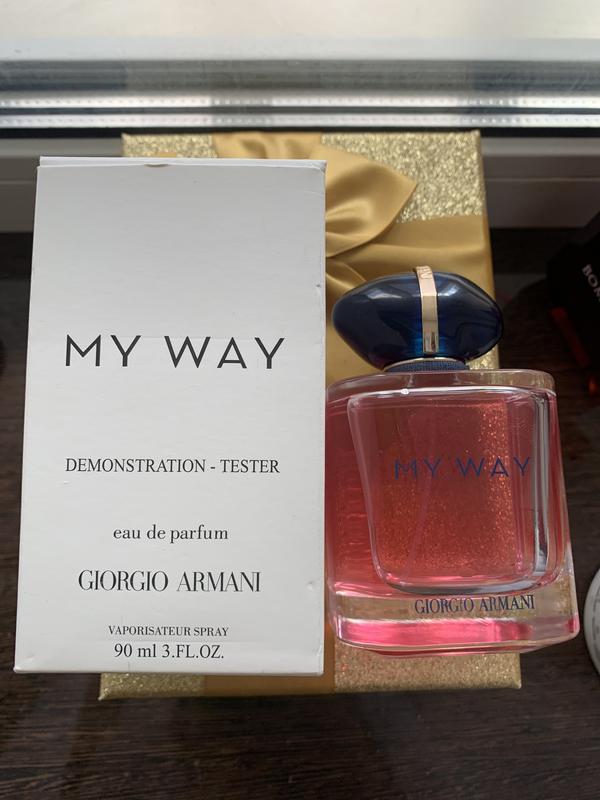 MY WAY
DEMONSTRATION - TESTER
eau de parfum
GIORGIO ARMANI
VAPORISATEUR SPRAY
90 ml 3.FL.OZ.
MY WAY
GIORGIO ARMANI